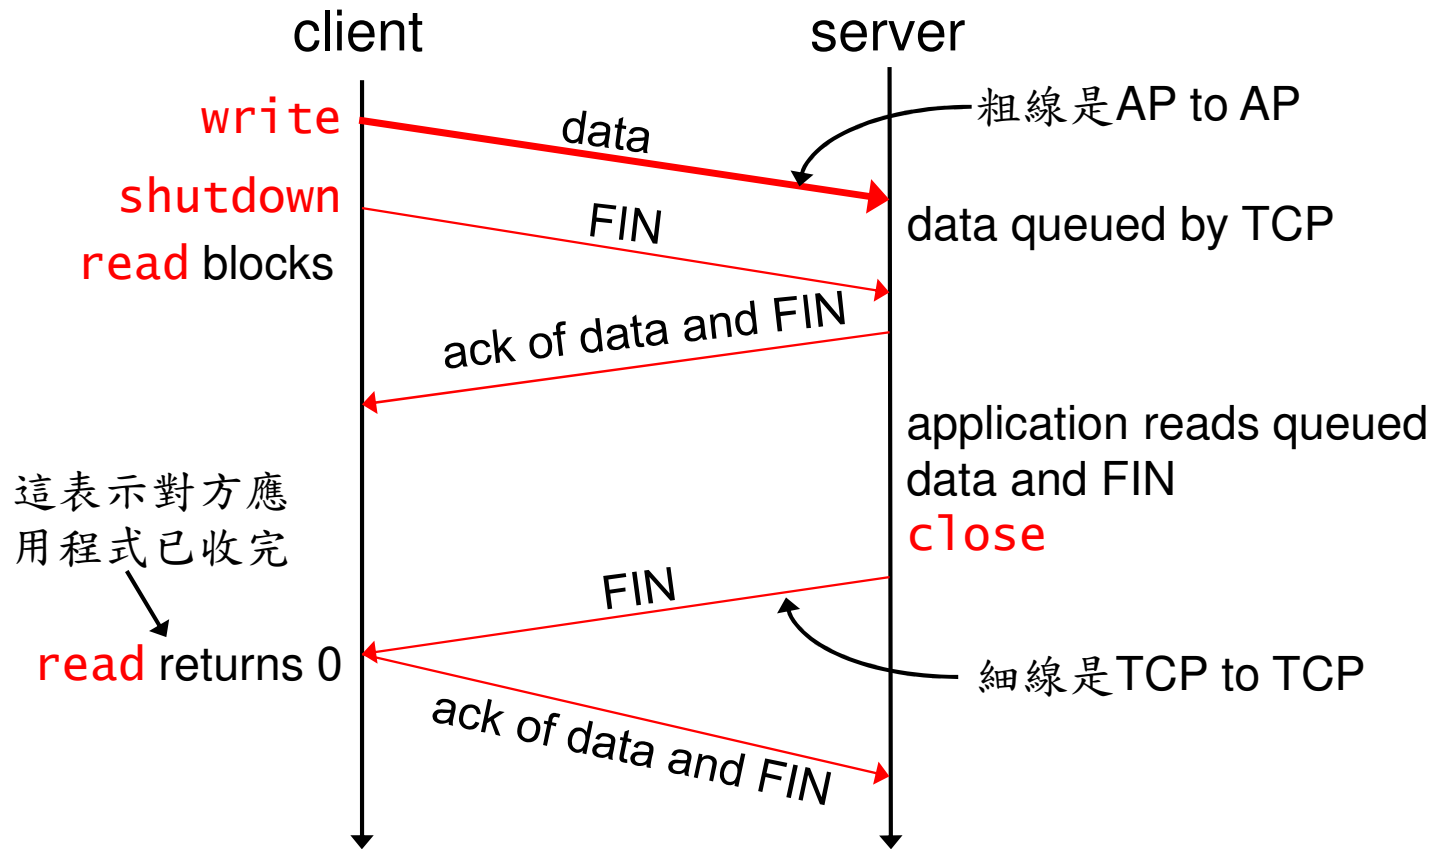 client
server
write
data
粗線是AP to AP
shutdown
FIN
data queued by TCP
read blocks
ack of data and FIN
application reads queued
data and FIN
close
這表示對方應
用程式已收完
FIN
read returns 0
細線是TCP to TCP
ack of data and FIN